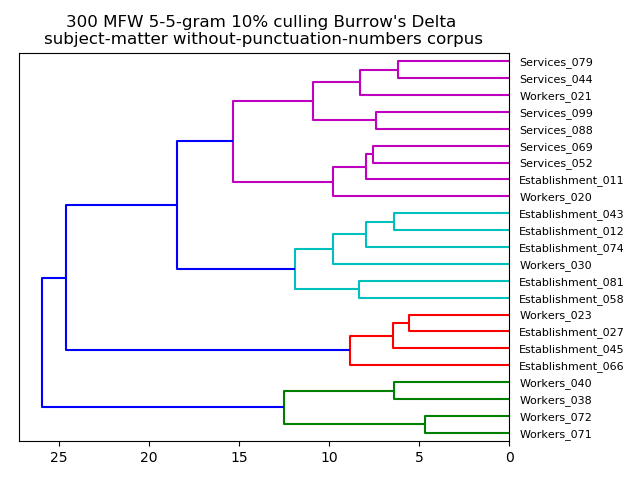 300 MFW 5-5-gram 10% culling Burrow's Delta
subject-matter without-punctuation-numbers corpus
Services_079
Services_044
Workers_021
Services_099
Services_088
Services_069
Services_052
Establishment_011
Workers_020
Establishment_043
Establishment_012
Establishment_074
Workers_030
Establishment_081
Establishment_058
Workers_023
Establishment_027
Establishment_045
Establishment_066
Workers_040
Workers_038
Workers_072
Workers_071
25 20 15 10 5 0